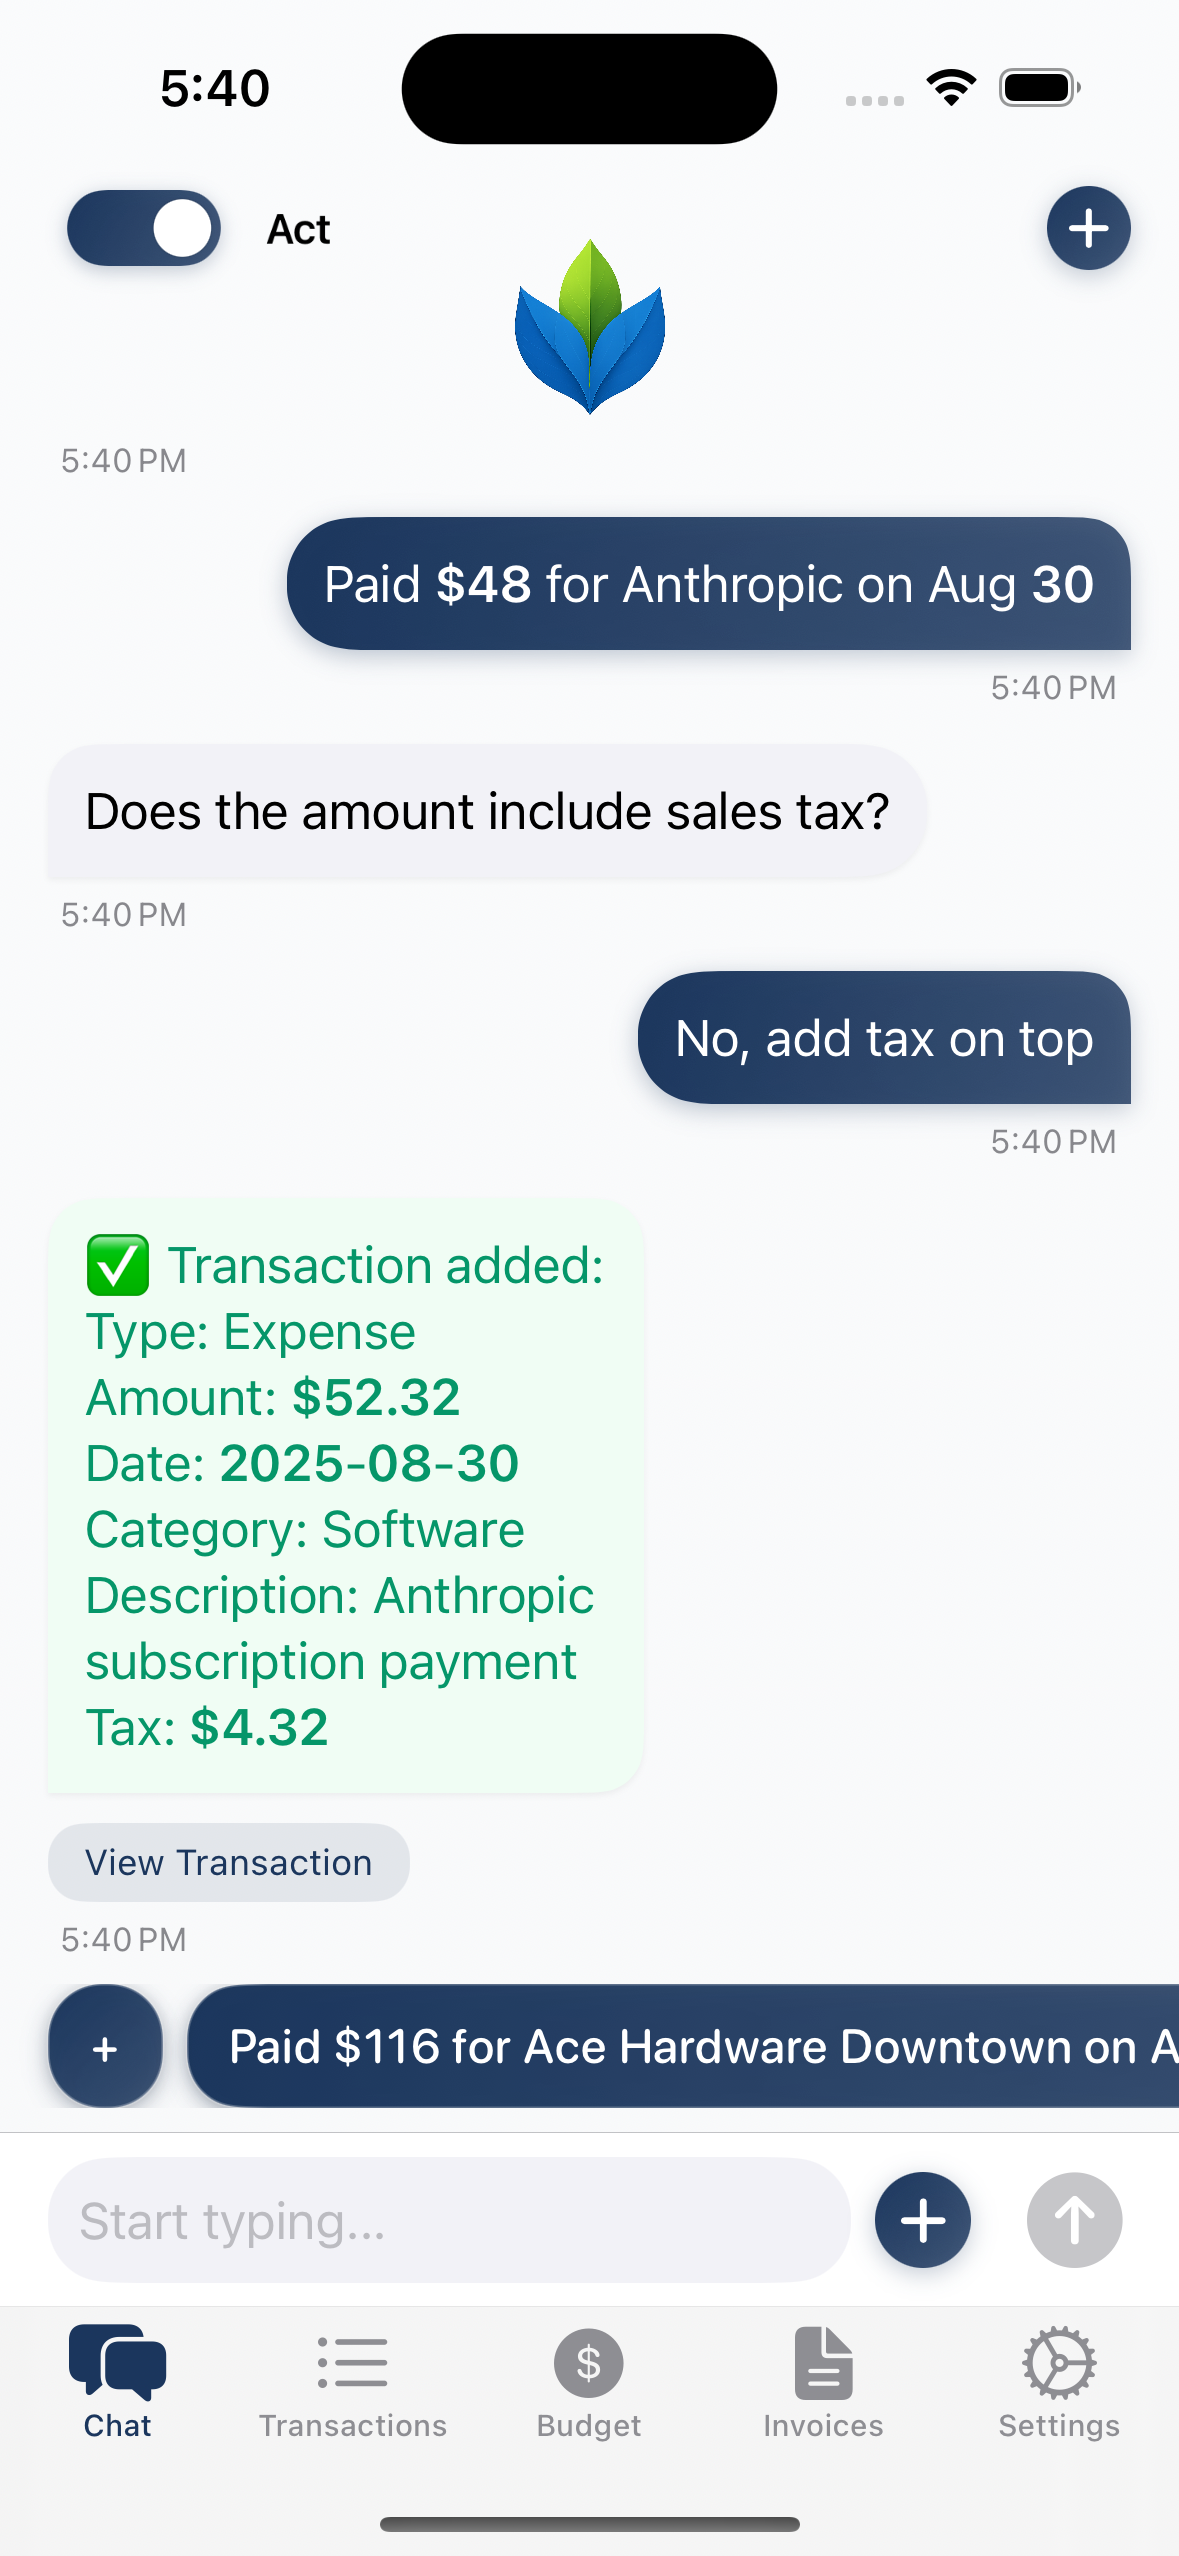 5:40
Act
5:40 PM
Paid $48 for Anthropic on Aug 30
5:40 PM
Does the amount include sales tax?
5:40 PM
No, add tax on top
5:40 PM
✅ Transaction added:
Type: Expense
Amount: $52.32
Date: 2025-08-30
Category: Software
Description: Anthropic
subscription payment
Tax: $4.32
View Transaction
5:40 PM
+
Paid $116 for Ace Hardware Downtown on A
Start typing...
Chat
Transactions
Budget
Invoices
Settings